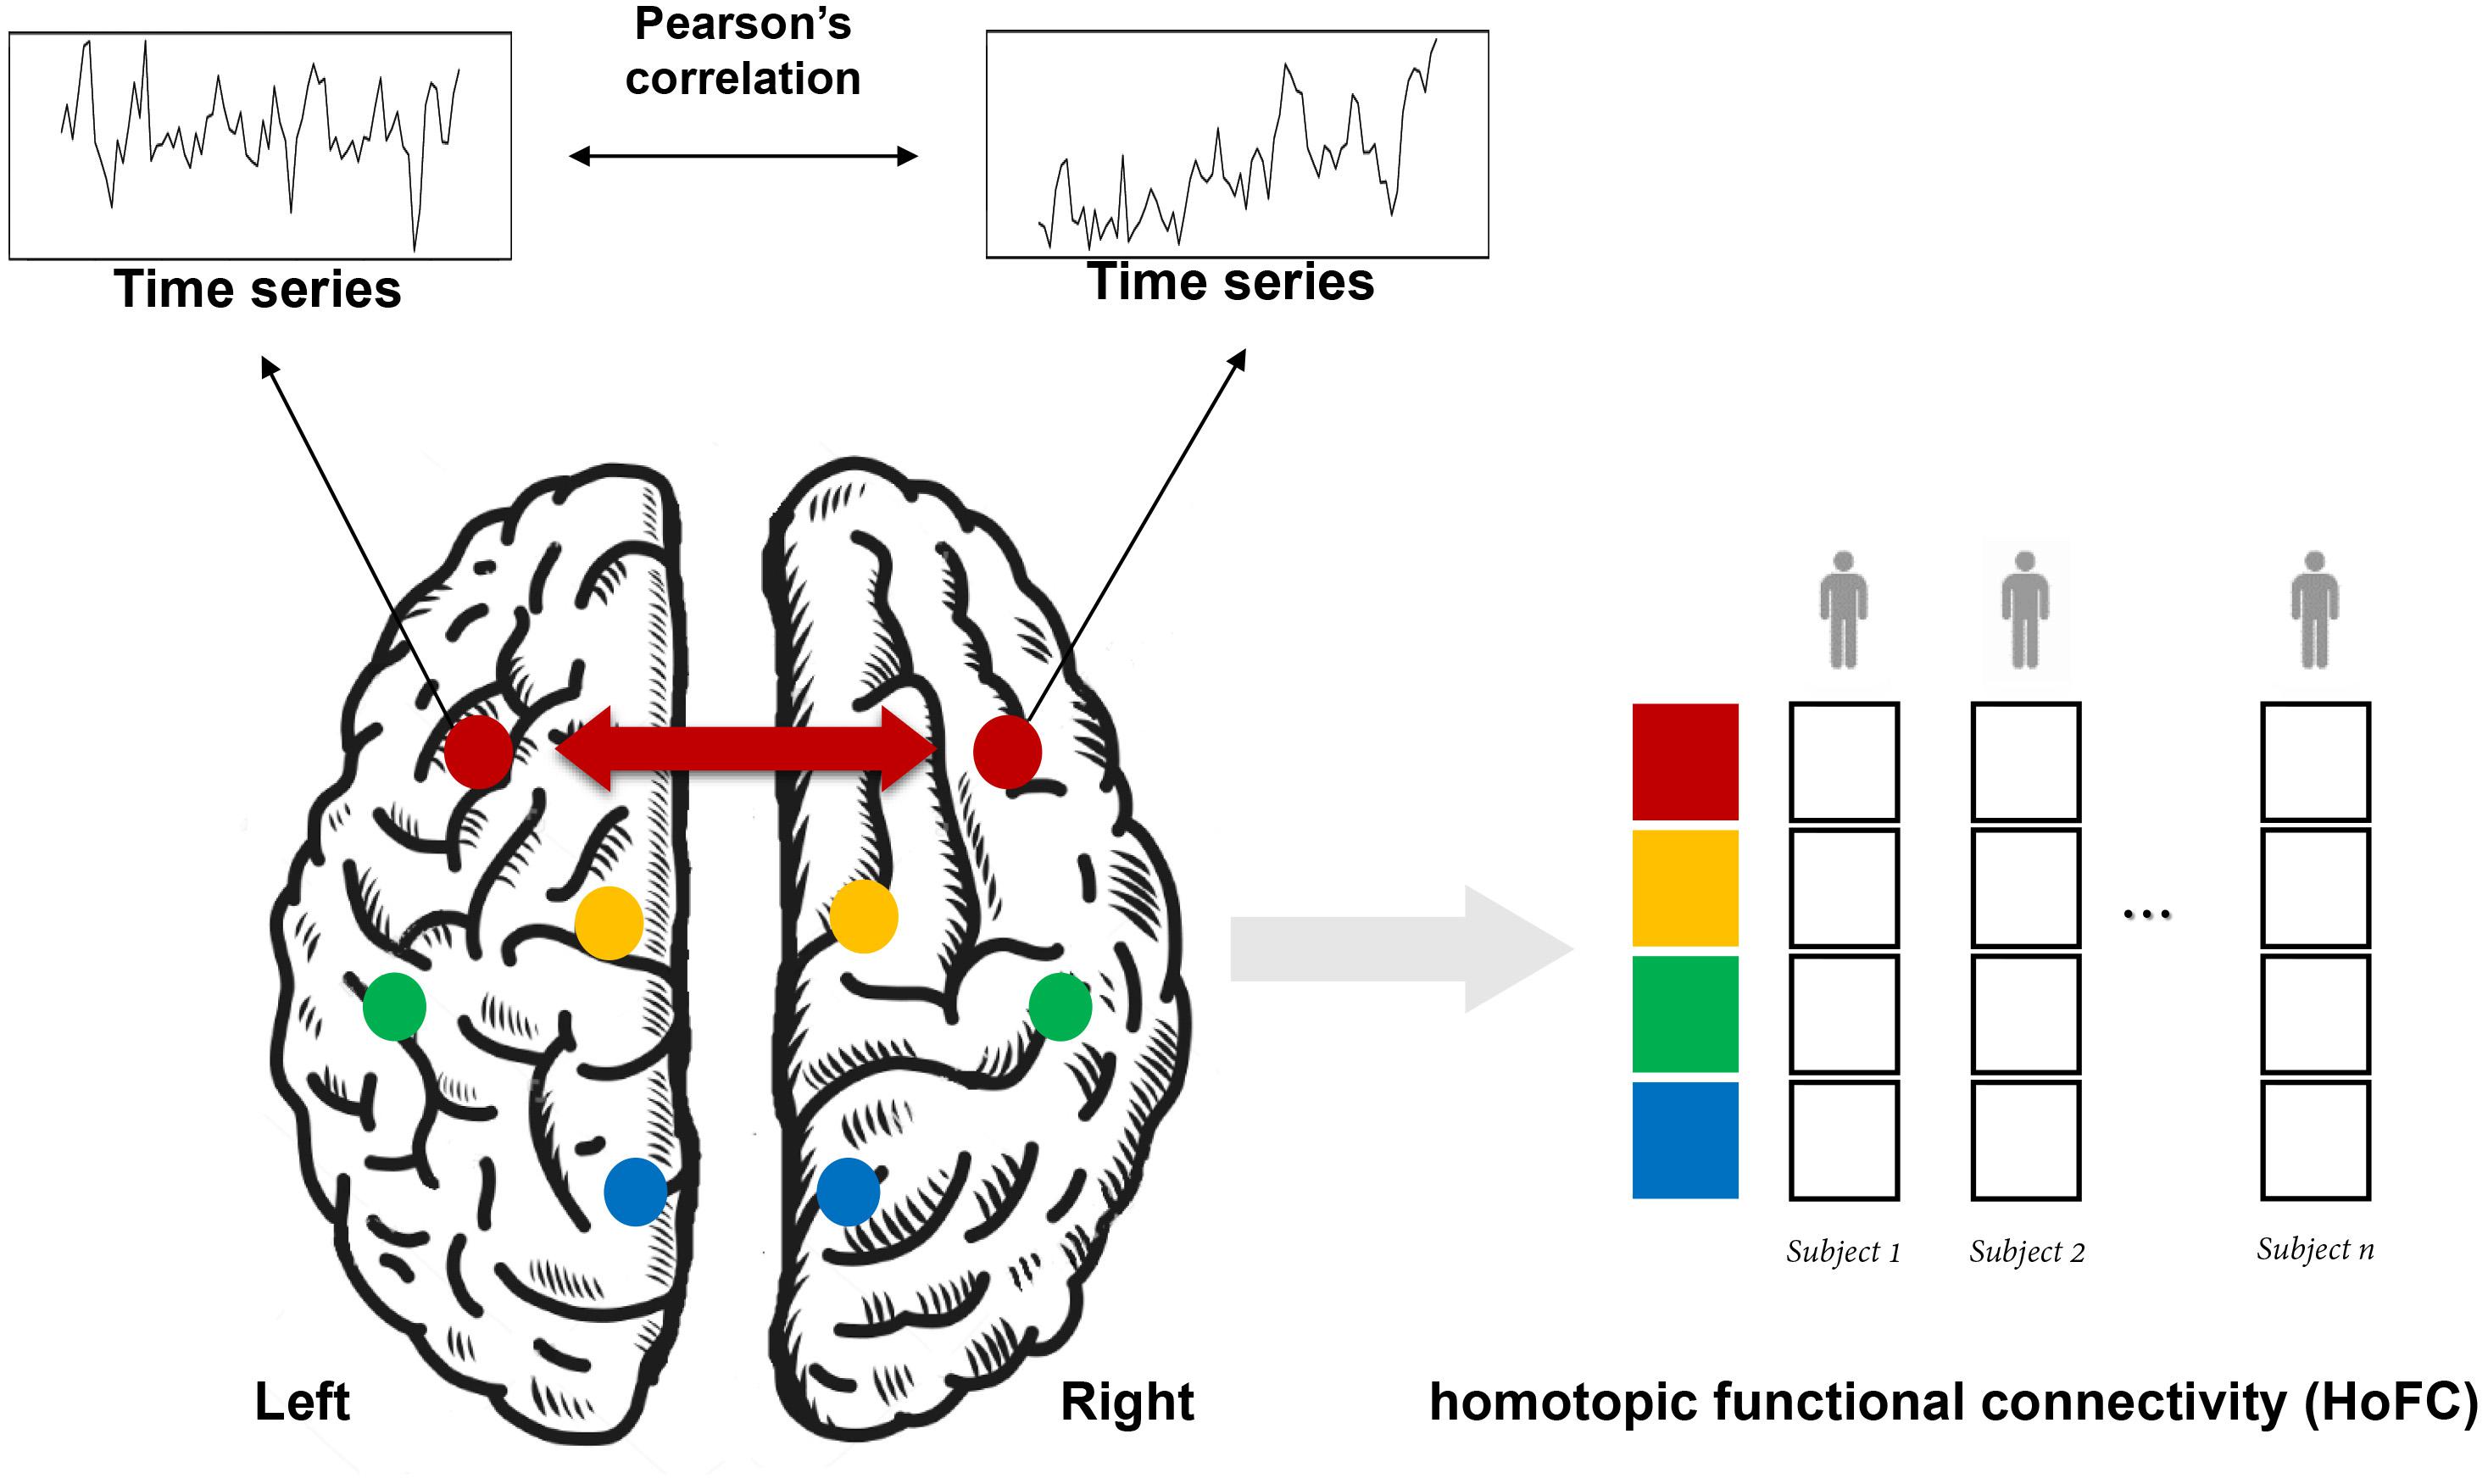 Pearson’s
correlation
Time series
Time series
...
Subject 1
Subject 2
Subject n
Left
Right
homotopic functional connectivity (HoFC)